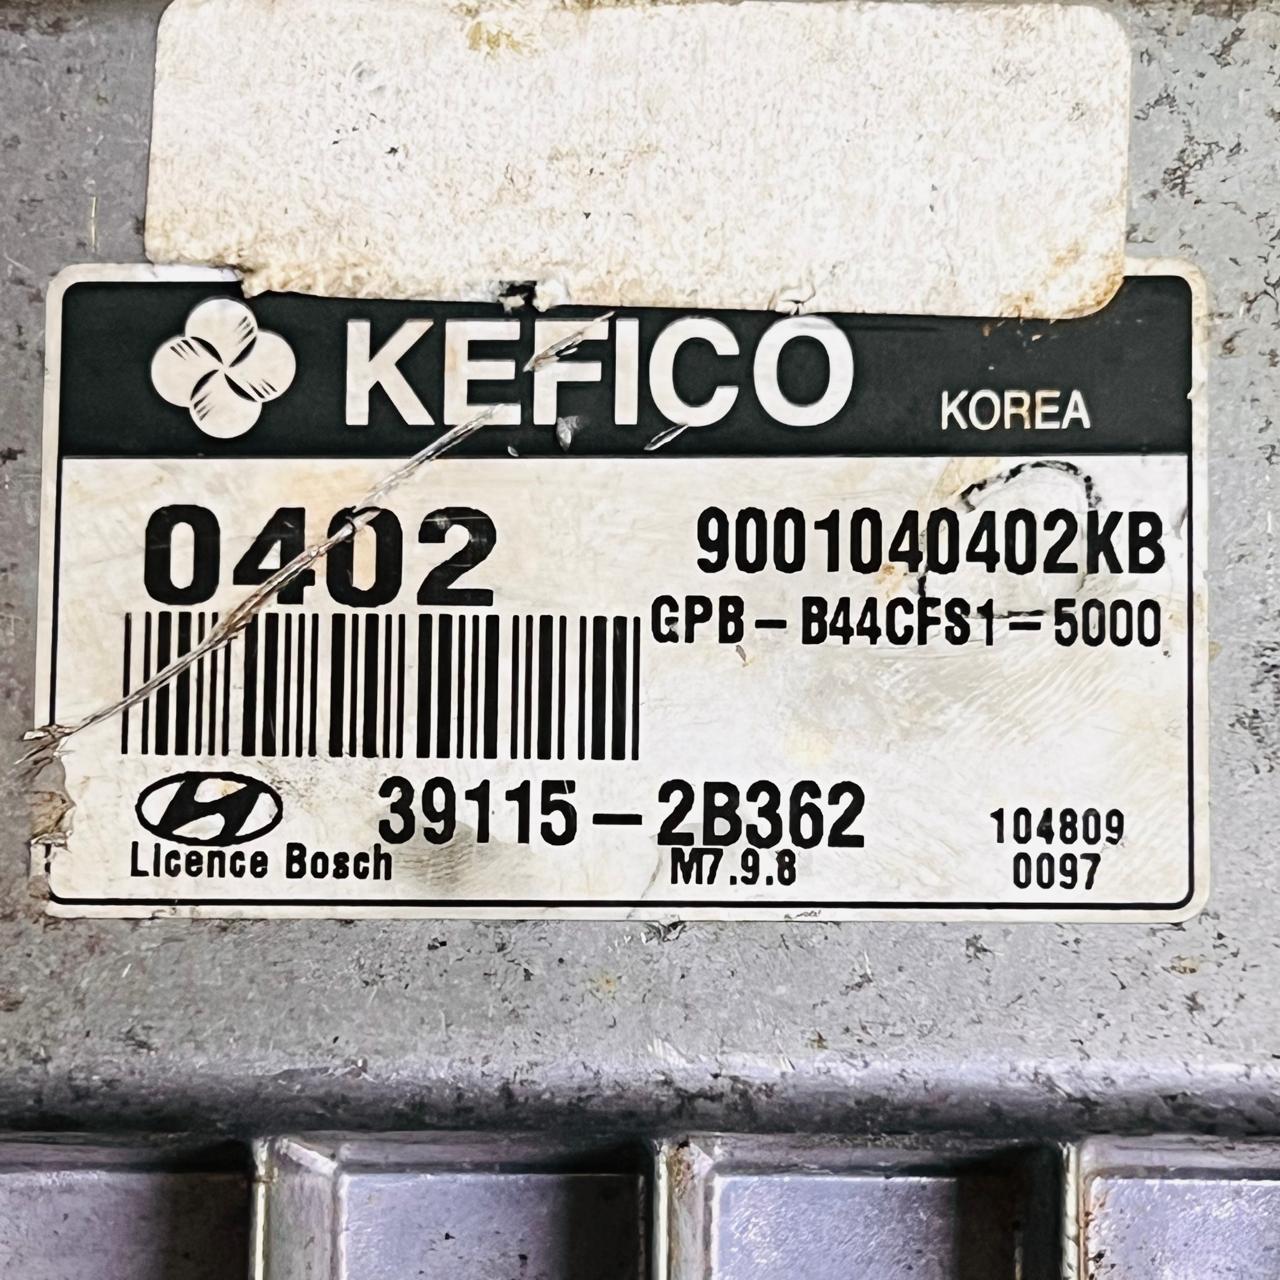 KEFICO KOREA
0402 9001040402KB
GPB-B44CFS1-5000
39115-2B362 104809
Licence Bosch M7.9.8 0097